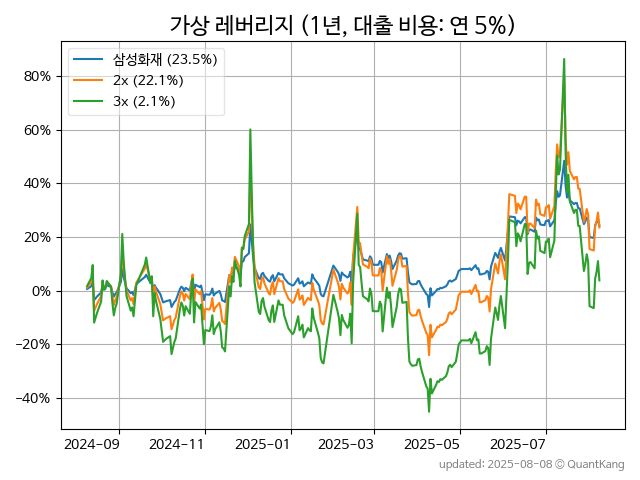 가상 레버리지 (1년, 대출 비용: 연 5%)
삼성화재 (23.5%)
2x (22.1%)
3x (2.1%)
80%
60%
40%
20%
0%
−20%
−40%
2024-09
2024-11
2025-01
2025-03
2025-05
2025-07
updated: 2025-08-08 © QuantKang